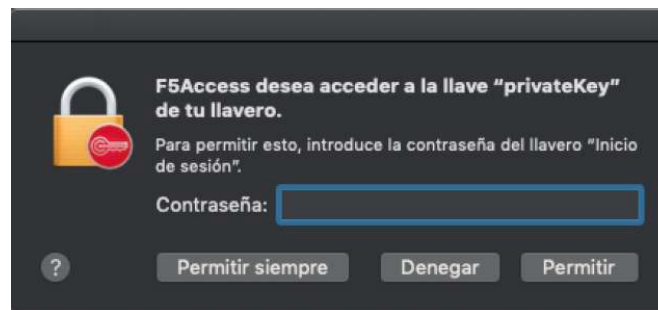 F5Access desea acceder a la llave “privateKey”
de tu llavero.
Para permitir esto, introduce la contraseña del llavero “Inicio
de sesión”.
Contraseña:
?
Permitir siempre
Denegar
Permitir